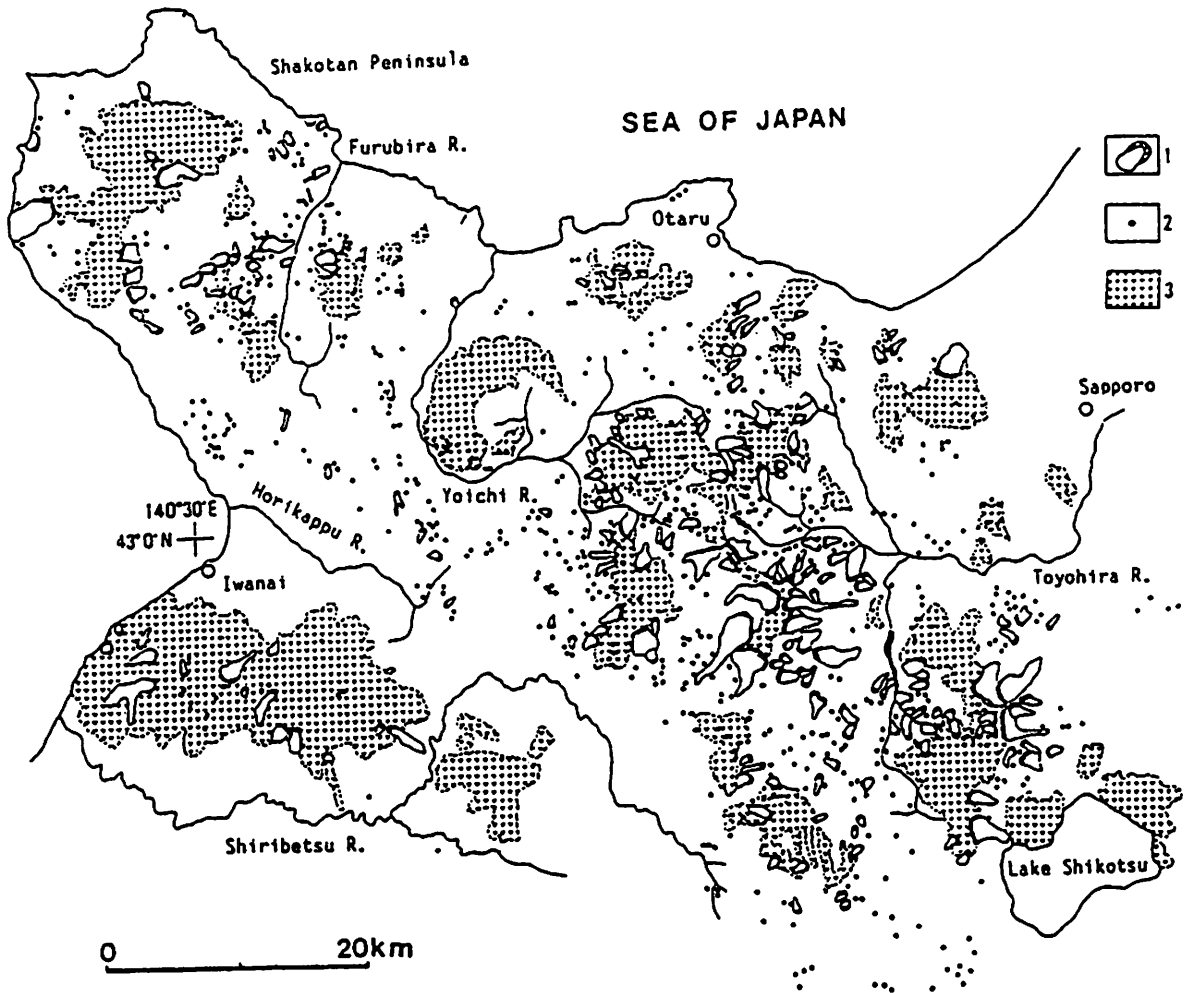 Shakotan Peninsula
SEA OF JAPAN
Furubira R.
1
Otaru
2
3
Sapporo
Yoichi R.
140°30'E
Horikappu R.
43°0'N
Iwanai
Toyohira R.
Shiribetsu R.
Lake Shikotsu
0 20km